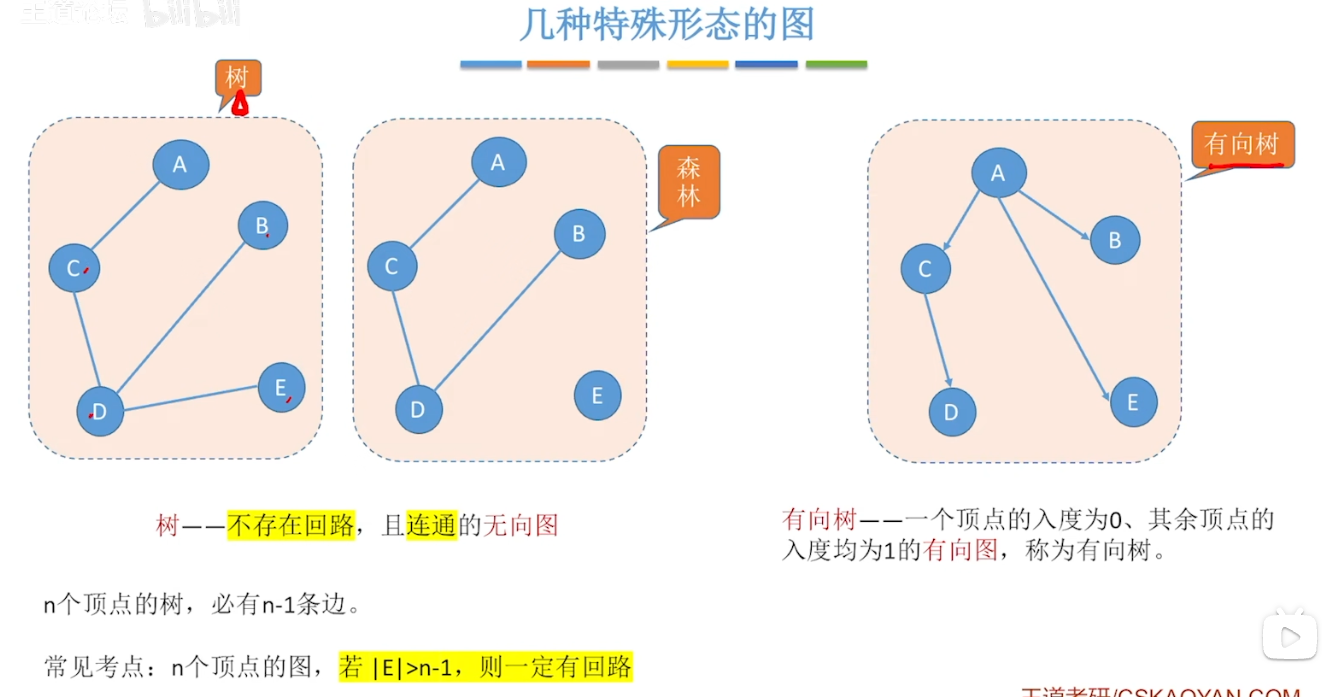 bilibili
几种特殊形态的图
树
A
B
C
D
E
森
林
A
B
C
D
E
有向树
A
B
C
D
E
树——不存在回路，且连通的无向图
n个顶点的树，必有n-1条边。
常见考点：n个顶点的图，若 |E|>n-1，则一定有回路
有向树——一个顶点的入度为0、其余顶点的
入度均为1的有向图，称为有向树。
王道考研/CSKAOYAN.COM